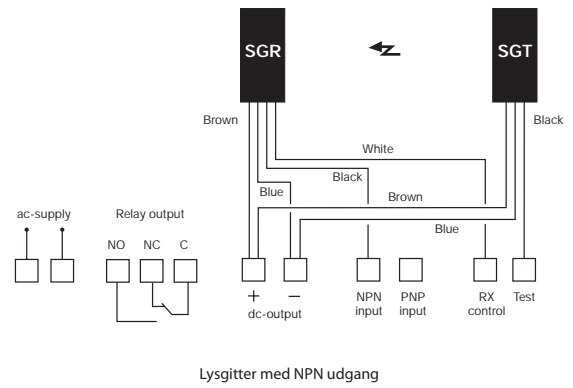 SGR
SGT
Brown
Black
White
Black
Blue
Brown
Blue
ac-supply
Relay output
NO
NC
C
+
−
dc-output
NPN
input
PNP
input
RX
control
Test
Lysgitter med NPN udgang